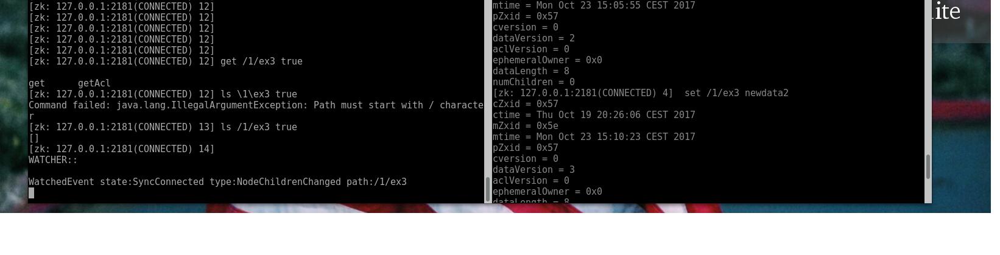 [zk: 127.0.0.1:2181(CONNECTED) 12]
[zk: 127.0.0.1:2181(CONNECTED) 12]
[zk: 127.0.0.1:2181(CONNECTED) 12]
[zk: 127.0.0.1:2181(CONNECTED) 12]
[zk: 127.0.0.1:2181(CONNECTED) 12]
[zk: 127.0.0.1:2181(CONNECTED) 12] get /1/ex3 true
get      getAcl
[zk: 127.0.0.1:2181(CONNECTED) 12] ls \1\ex3 true
Command failed: java.lang.IllegalArgumentException: Path must start with / characte
r
[zk: 127.0.0.1:2181(CONNECTED) 13] ls /1/ex3 true
[]
[zk: 127.0.0.1:2181(CONNECTED) 14]
WATCHER::
WatchedEvent state:SyncConnected type:NodeChildrenChanged path:/1/ex3
mtime = Mon Oct 23 15:05:55 CEST 2017
pZxid = 0x57
cversion = 0
dataVersion = 2
aclVersion = 0
ephemeralOwner = 0x0
dataLength = 8
numChildren = 0
[zk: 127.0.0.1:2181(CONNECTED) 4]  set /1/ex3 newdata2
cZxid = 0x57
ctime = Thu Oct 19 20:26:06 CEST 2017
mZxid = 0x5e
mtime = Mon Oct 23 15:10:23 CEST 2017
pZxid = 0x57
cversion = 0
dataVersion = 3
aclVersion = 0
ephemeralOwner = 0x0
dataLength = 8
ite